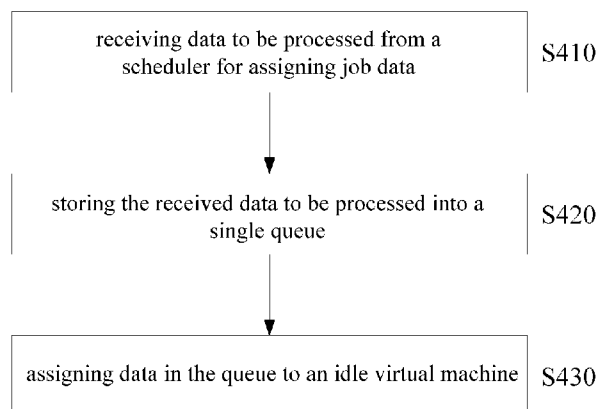 receiving data to be processed from a
scheduler for assigning job data
S410
storing the received data to be processed into a
single queue
S420
assigning data in the queue to an idle virtual machine
S430